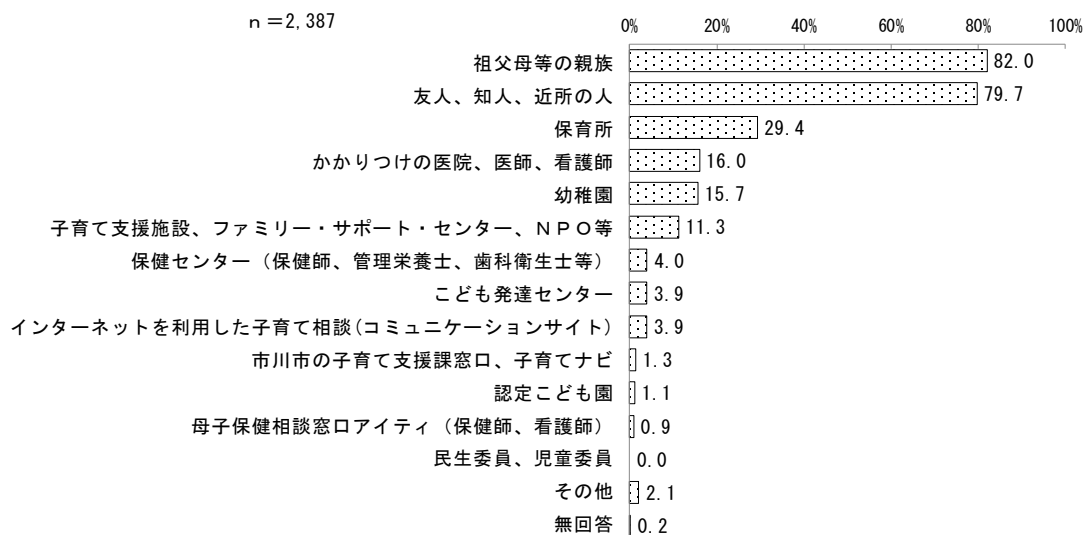 n=2,387
0% 20% 40% 60% 80% 100%
祖父母等の親族 82.0
友人、知人、近所の人 79.7
保育所 29.4
かかりつけの医院、医師、看護師 16.0
幼稚園 15.7
子育て支援施設、ファミリー・サポート・センター、NPO等 11.3
保健センター（保健師、管理栄養士、歯科衛生士等） 4.0
こども発達センター 3.9
インターネットを利用した子育て相談(コミュニケーションサイト) 3.9
市川市の子育て支援課窓口、子育てナビ 1.3
認定こども園 1.1
母子保健相談窓口アイティ（保健師、看護師） 0.9
民生委員、児童委員 0.0
その他 2.1
無回答 0.2